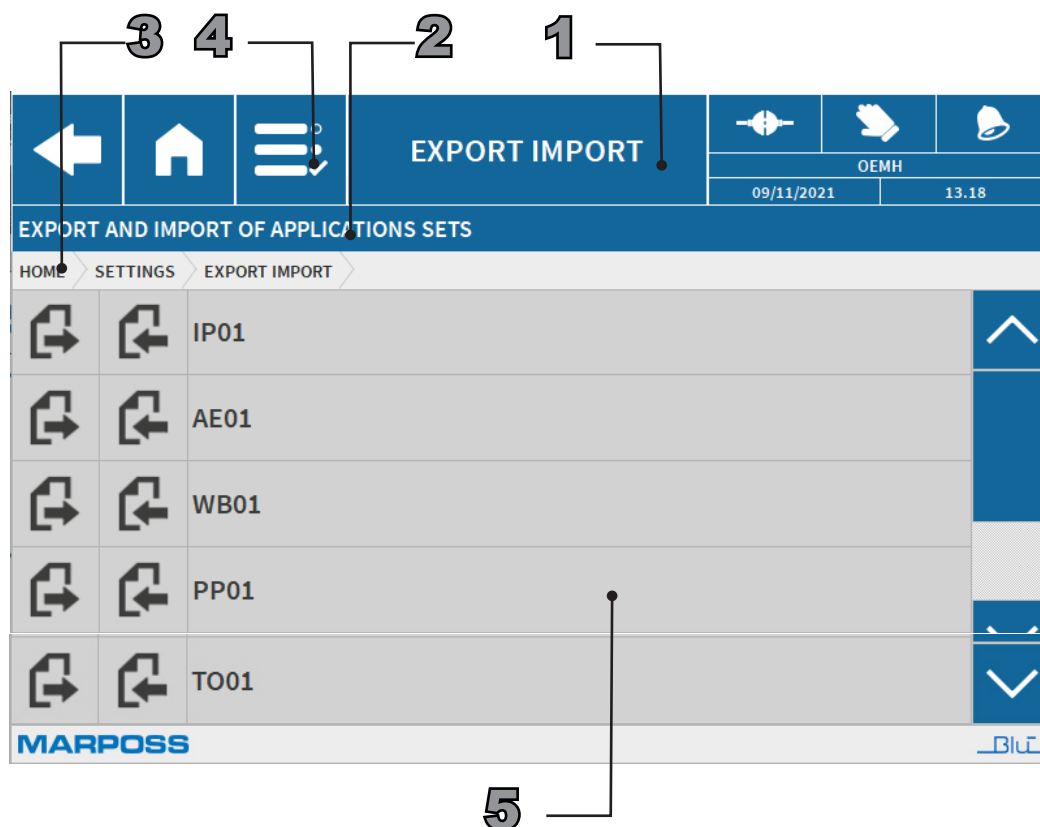 3 4 2 1
EXPORT IMPORT
OEMH
09/11/2021 13.18
EXPORT AND IMPORT OF APPLICATIONS SETS
HOME SETTINGS EXPORT IMPORT
IP01
AE01
WB01
PP01
TO01
MARPOSS Blū
5